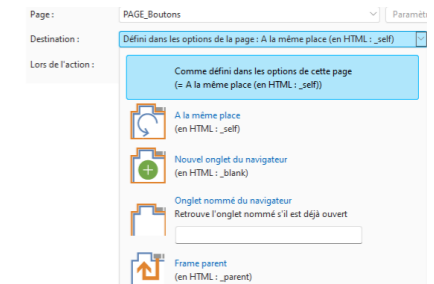 Page :
PAGE_Boutons
Paramèt
Destination :
Défini dans les options de la page : A la même place (en HTML : _self)
Lors de l'action :
Comme défini dans les options de cette page
(= A la même place (en HTML : _self))
A la même place
(en HTML : _self)
Nouvel onglet du navigateur
(en HTML : _blank)
Onglet nommé du navigateur
Retrouve l'onglet nommé s'il est déjà ouvert
Frame parent
(en HTML : _parent)